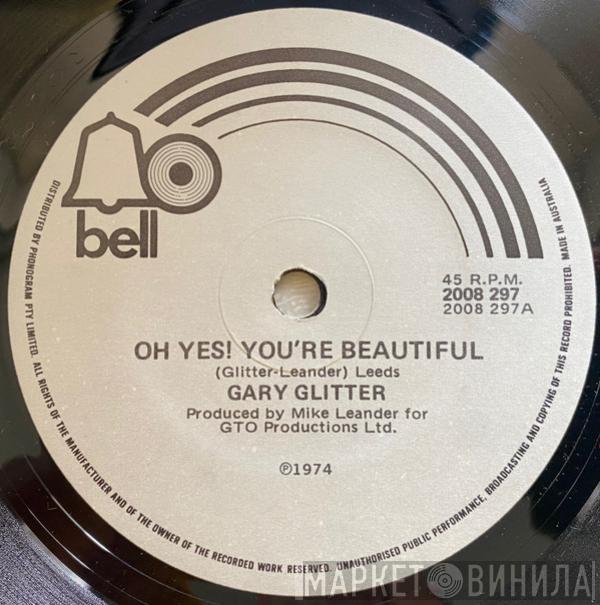 bell
45 R.P.M.
2008 297
2008 297A
OH YES! YOU'RE BEAUTIFUL
(Glitter-Leander) Leeds
GARY GLITTER
Produced by Mike Leander for
GTO Productions Ltd.
℗1974
DISTRIBUTED BY PHONOGRAM PTY LIMITED. ALL RIGHTS OF THE MANUFACTURER AND OF THE OWNER OF THE RECORDED WORK RESERVED. UNAUTHORISED PUBLIC PERFORMANCE, BROADCASTING AND COPYING OF THIS RECORD PROHIBITED. MADE IN AUSTRALIA
МАРКЕТ ВИНИЛА